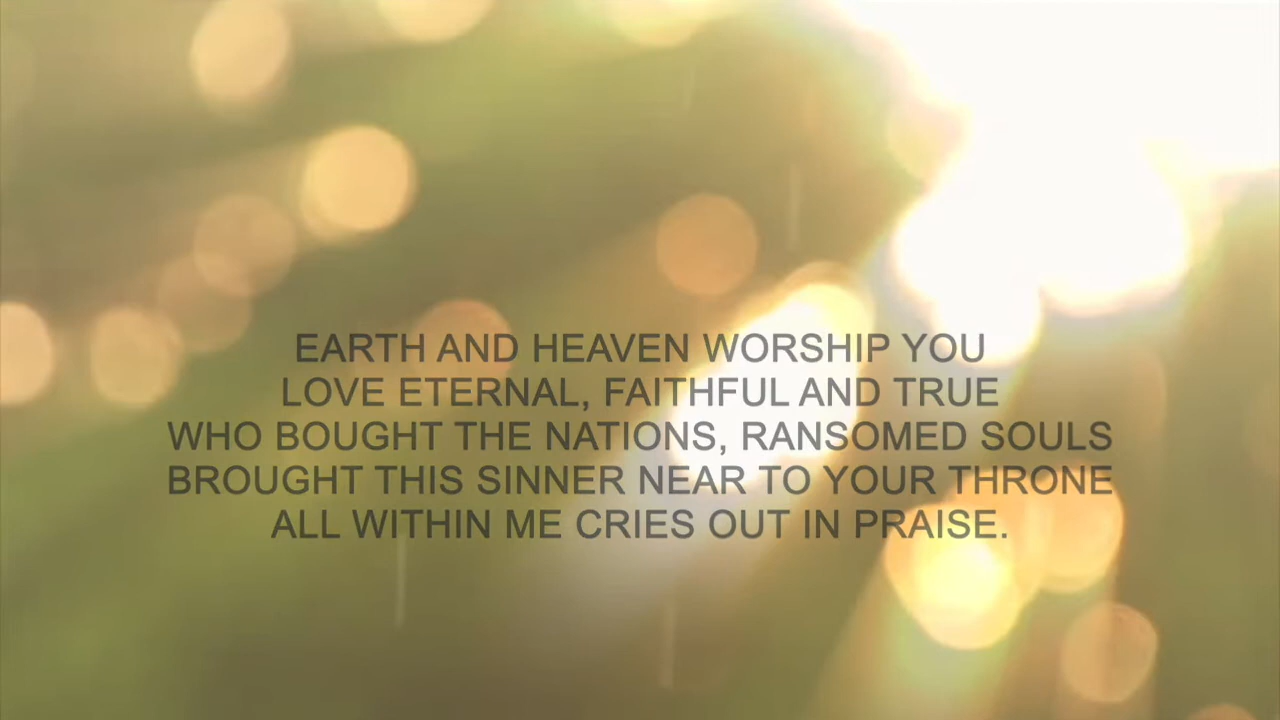 EARTH AND HEAVEN WORSHIP YOU
LOVE ETERNAL, FAITHFUL AND TRUE
WHO BOUGHT THE NATIONS, RANSOMED SOULS
BROUGHT THIS SINNER NEAR TO YOUR THRONE
ALL WITHIN ME CRIES OUT IN PRAISE.